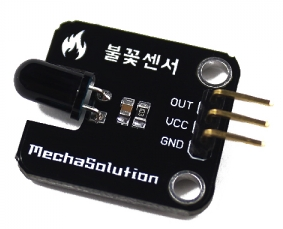 불꽃센서
OUT
VCC
GND
MechaSolution